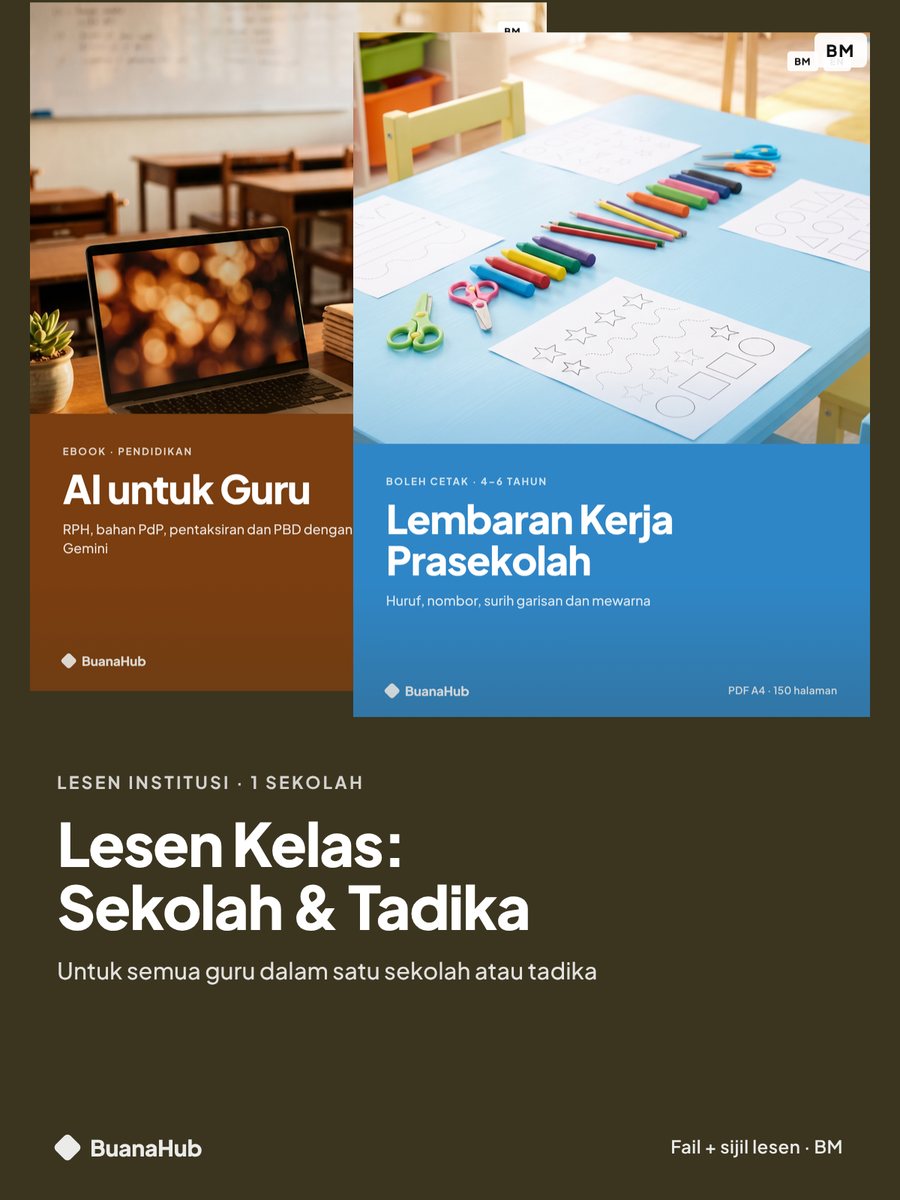 BM
BM
BM
EBOOK · PENDIDIKAN
AI untuk Guru
RPH, bahan PdP, pentaksiran dan PBD dengan
Gemini
BuanaHub
BOLEH CETAK · 4–6 TAHUN
Lembaran Kerja
Prasekolah
Huruf, nombor, surih garisan dan mewarna
BuanaHub
PDF A4 · 150 halaman
LESEN INSTITUSI · 1 SEKOLAH
Lesen Kelas:
Sekolah & Tadika
Untuk semua guru dalam satu sekolah atau tadika
BuanaHub
Fail + sijil lesen · BM